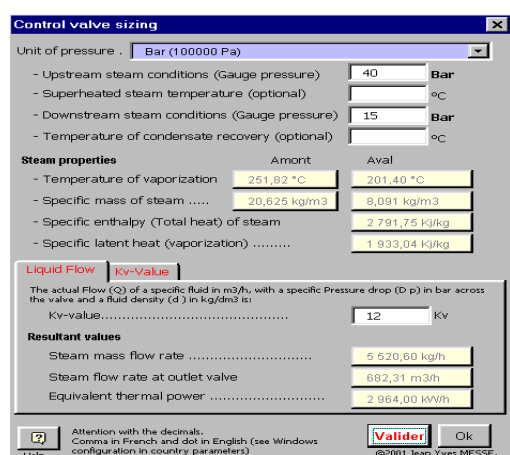 Control valve sizing
Unit of pressure . Bar (100000 Pa)
- Upstream steam conditions (Gauge pressure) 40 Bar
- Superheated steam temperature (optional) °C
- Downstream steam conditions (Gauge pressure) 15 Bar
- Temperature of condensate recovery (optional) °C
Steam properties Amont Aval
- Temperature of vaporization 251,82 °C 201,40 °C
- Specific mass of steam ..... 20,625 kg/m3 8,091 kg/m3
- Specific enthalpy (Total heat) of steam 2 791,75 Kj/kg
- Specific latent heat (vaporization) ......... 1 933,04 Kj/kg
Liquid Flow Kv-Value
The actual Flow (Q) of a specific fluid in m3/h, with a specific Pressure drop (D p) in bar across
the valve and a fluid density (d ) in kg/dm3 is:
Kv-value............................................ 12 Kv
Resultant values
Steam mass flow rate ............................ 5 520,60 kg/h
Steam flow rate at outlet valve 682,31 m3/h
Equivalent thermal power ....................... 2 964,00 kW/h
Attention with the decimals.
Comma in French and dot in English (see Windows
configuration in country parameters)
Help
Valider Ok
©2001 Jean Yves MESSE